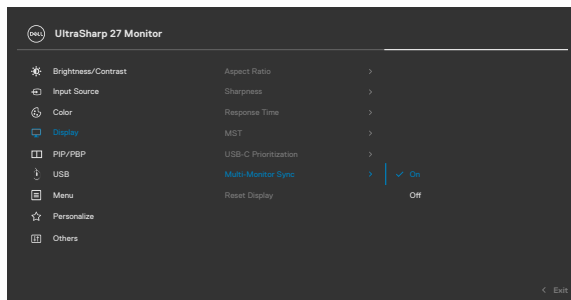 DELL UltraSharp 27 Monitor
Brightness/Contrast Aspect Ratio >
Input Source Sharpness >
Color Response Time >
Display MST >
PIP/PBP USB-C Prioritization >
USB Multi-Monitor Sync > ✓ On
Menu Reset Display Off
Personalize
Others
< Exit